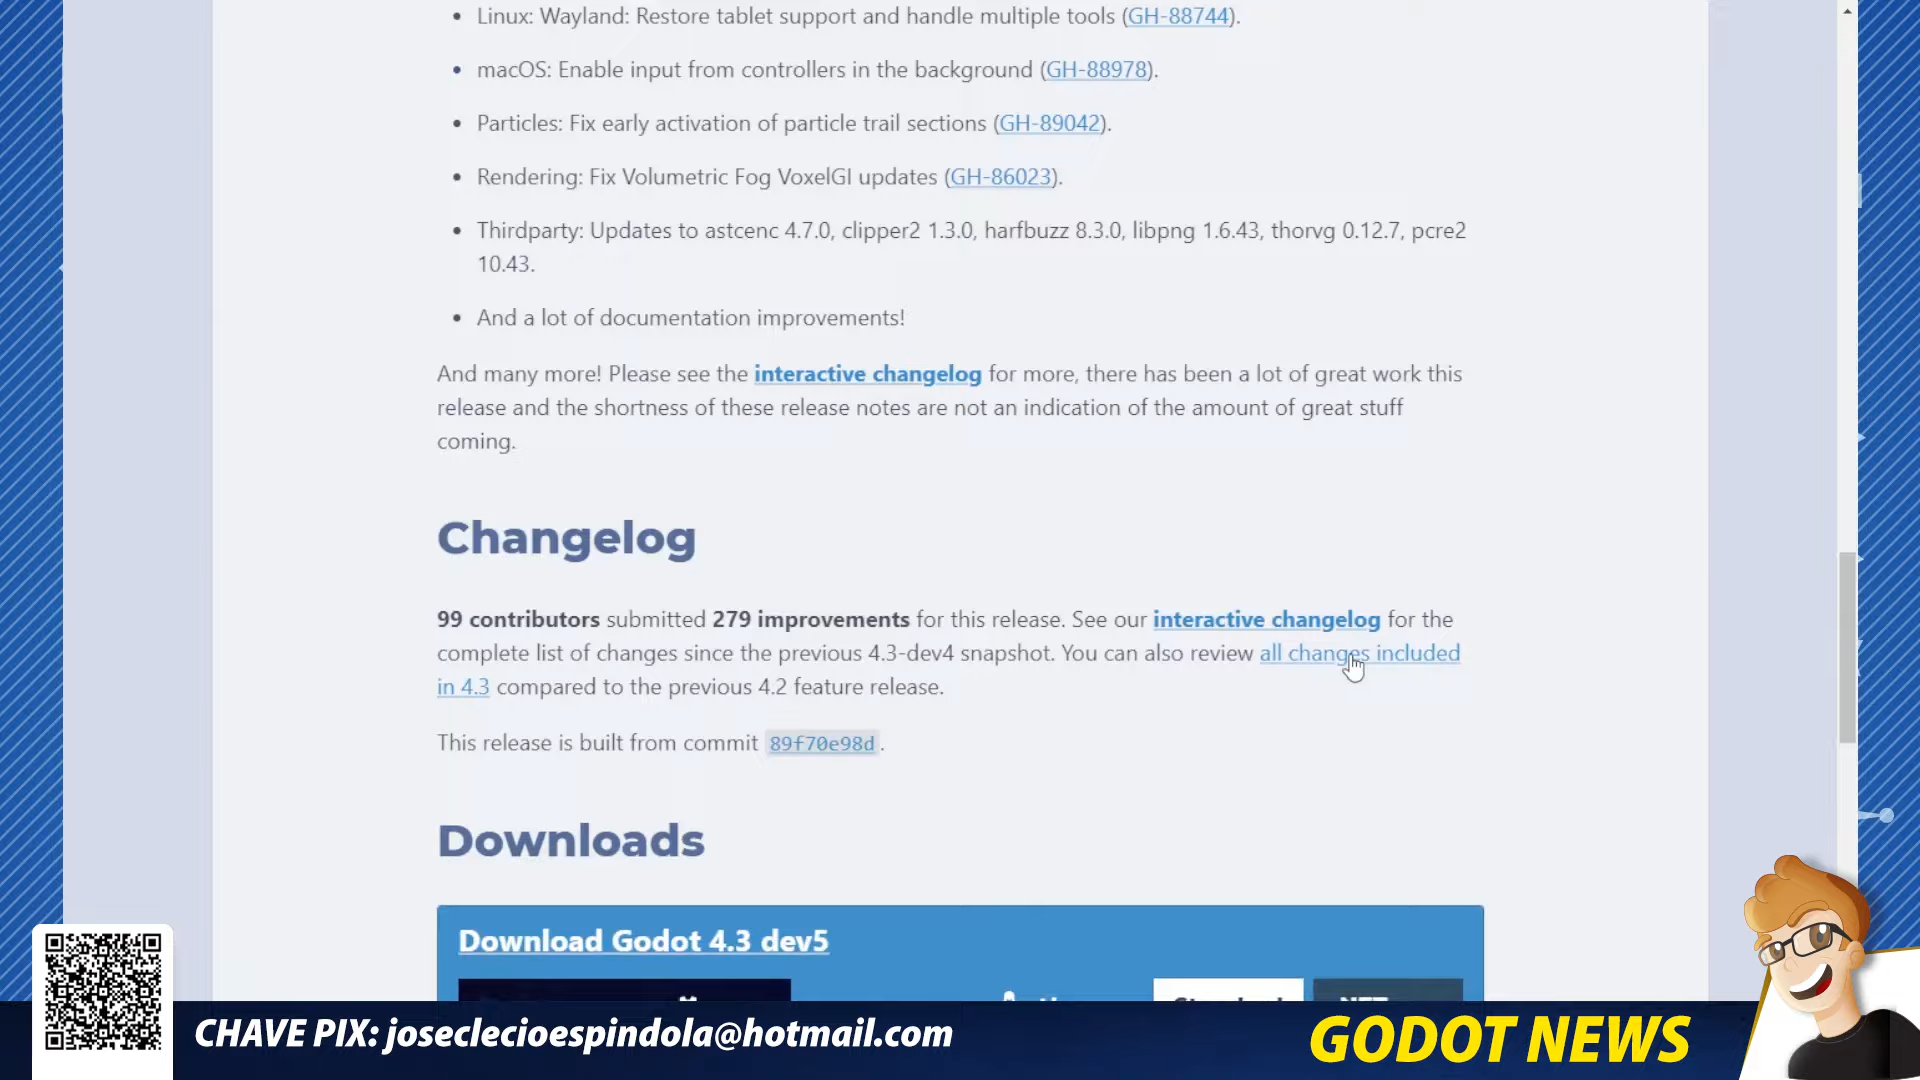 • Linux: Wayland: Restore tablet support and handle multiple tools (GH-88744).
• macOS: Enable input from controllers in the background (GH-88978).
• Particles: Fix early activation of particle trail sections (GH-89042).
• Rendering: Fix Volumetric Fog VoxelGI updates (GH-86023).
• Thirdparty: Updates to astcenc 4.7.0, clipper2 1.3.0, harfbuzz 8.3.0, libpng 1.6.43, thorvg 0.12.7, pcre2
10.43.
• And a lot of documentation improvements!
And many more! Please see the interactive changelog for more, there has been a lot of great work this
release and the shortness of these release notes are not an indication of the amount of great stuff
coming.
Changelog
99 contributors submitted 279 improvements for this release. See our interactive changelog for the
complete list of changes since the previous 4.3-dev4 snapshot. You can also review all changes included
in 4.3 compared to the previous 4.2 feature release.
This release is built from commit 89f70e98d.
Downloads
Download Godot 4.3 dev5
CHAVE PIX: joseclecioespindola@hotmail.com
GODOT NEWS